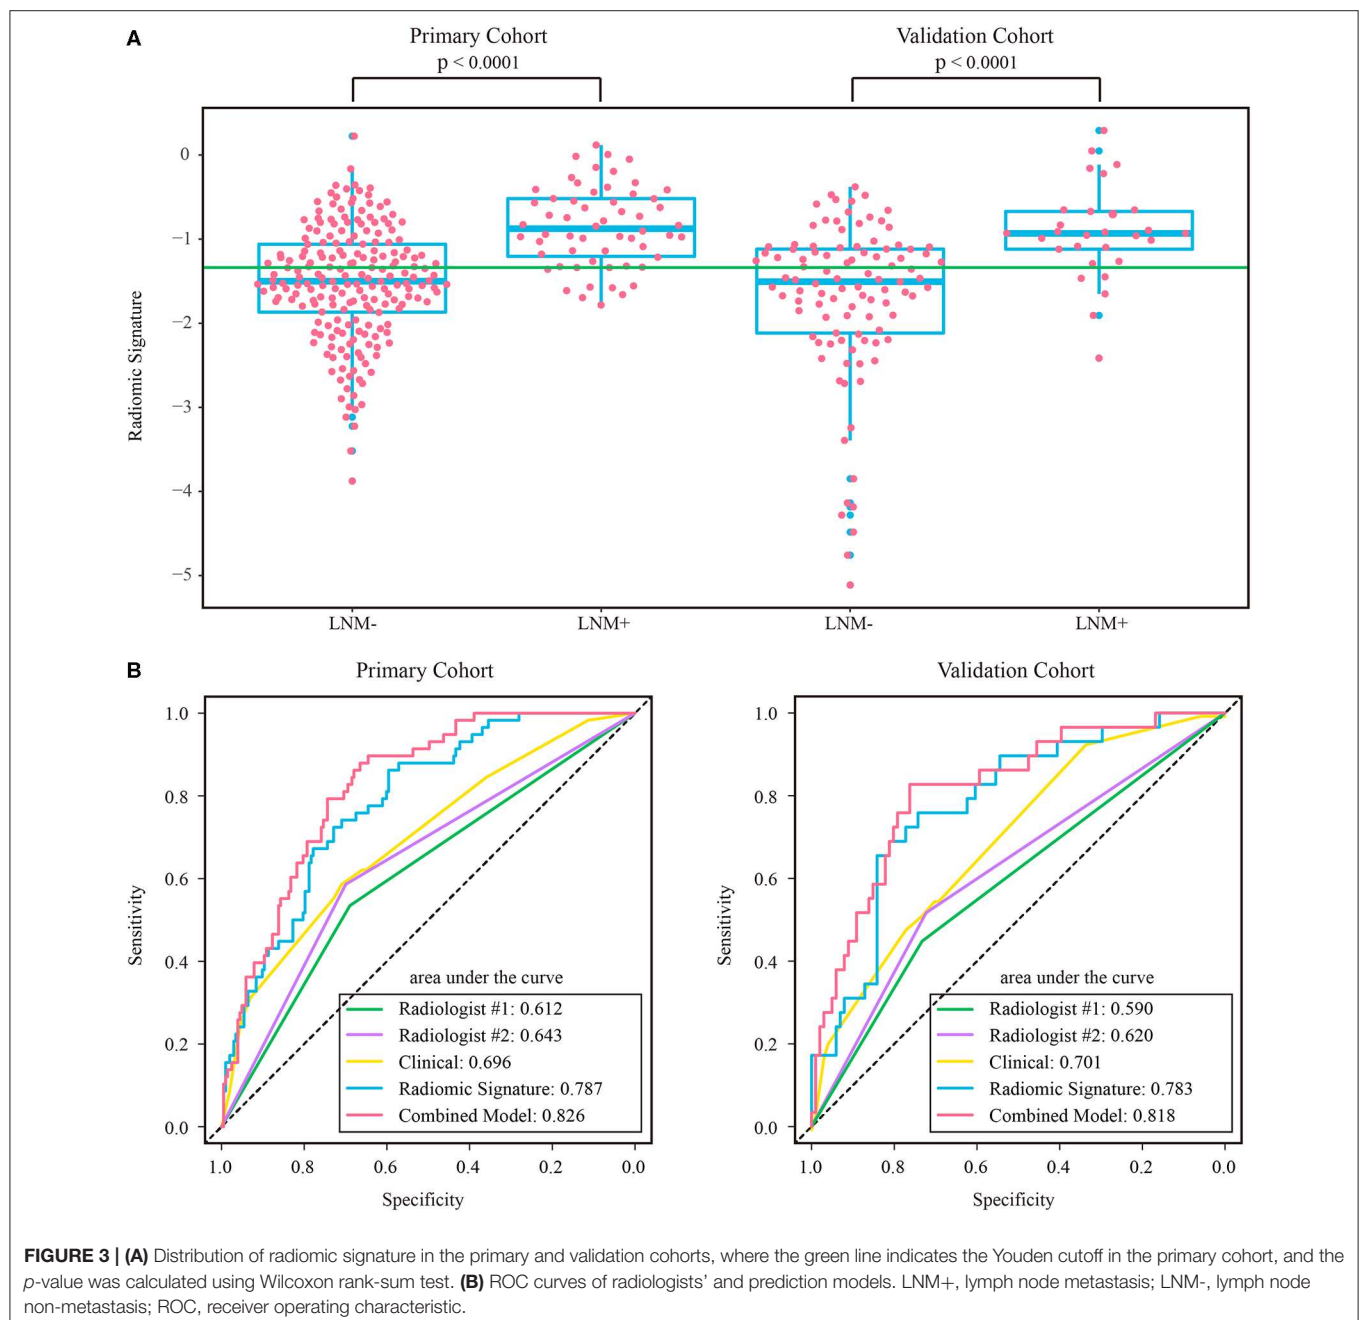 A
Primary Cohort
p < 0.0001
Validation Cohort
p < 0.0001
Radiomic Signature
0
−1
−2
−3
−4
−5
LNM-
LNM+
LNM-
LNM+
B
Primary Cohort
Sensitivity
1.0
0.8
0.6
0.4
0.2
0.0
area under the curve
Radiologist #1: 0.612
Radiologist #2: 0.643
Clinical: 0.696
Radiomic Signature: 0.787
Combined Model: 0.826
1.0 0.8 0.6 0.4 0.2 0.0
Specificity
Validation Cohort
Sensitivity
1.0
0.8
0.6
0.4
0.2
0.0
area under the curve
Radiologist #1: 0.590
Radiologist #2: 0.620
Clinical: 0.701
Radiomic Signature: 0.783
Combined Model: 0.818
1.0 0.8 0.6 0.4 0.2 0.0
Specificity
FIGURE 3 | (A) Distribution of radiomic signature in the primary and validation cohorts, where the green line indicates the Youden cutoff in the primary cohort, and the
p-value was calculated using Wilcoxon rank-sum test. (B) ROC curves of radiologists' and prediction models. LNM+, lymph node metastasis; LNM-, lymph node
non-metastasis; ROC, receiver operating characteristic.